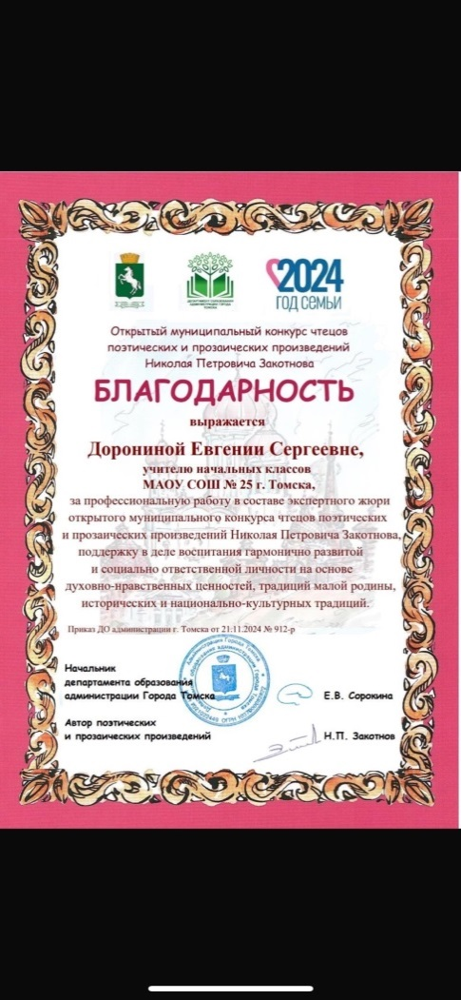 2024
ГОД СЕМЬИ
Открытый муниципальный конкурс чтецов
поэтических и прозаических произведений
Николая Петровича Закотнова
БЛАГОДАРНОСТЬ
выражается
Дорониной Евгении Сергеевне,
учителю начальных классов
МАОУ СОШ № 25 г. Томска,
за профессиональную работу в составе экспертного жюри
открытого муниципального конкурса чтецов поэтических
и прозаических произведений Николая Петровича Закотнова,
поддержку в деле воспитания гармонично развитой
и социально ответственной личности на основе
духовно-нравственных ценностей, традиций малой родины,
исторических и национально-культурных традиций.
Приказ ДО администрации г. Томска от 21.11.2024 № 912-р
Начальник
департамента образования
администрации Города Томска
Е.В. Сорокина
Автор поэтических
и прозаических произведений
Н.П. Закотнов